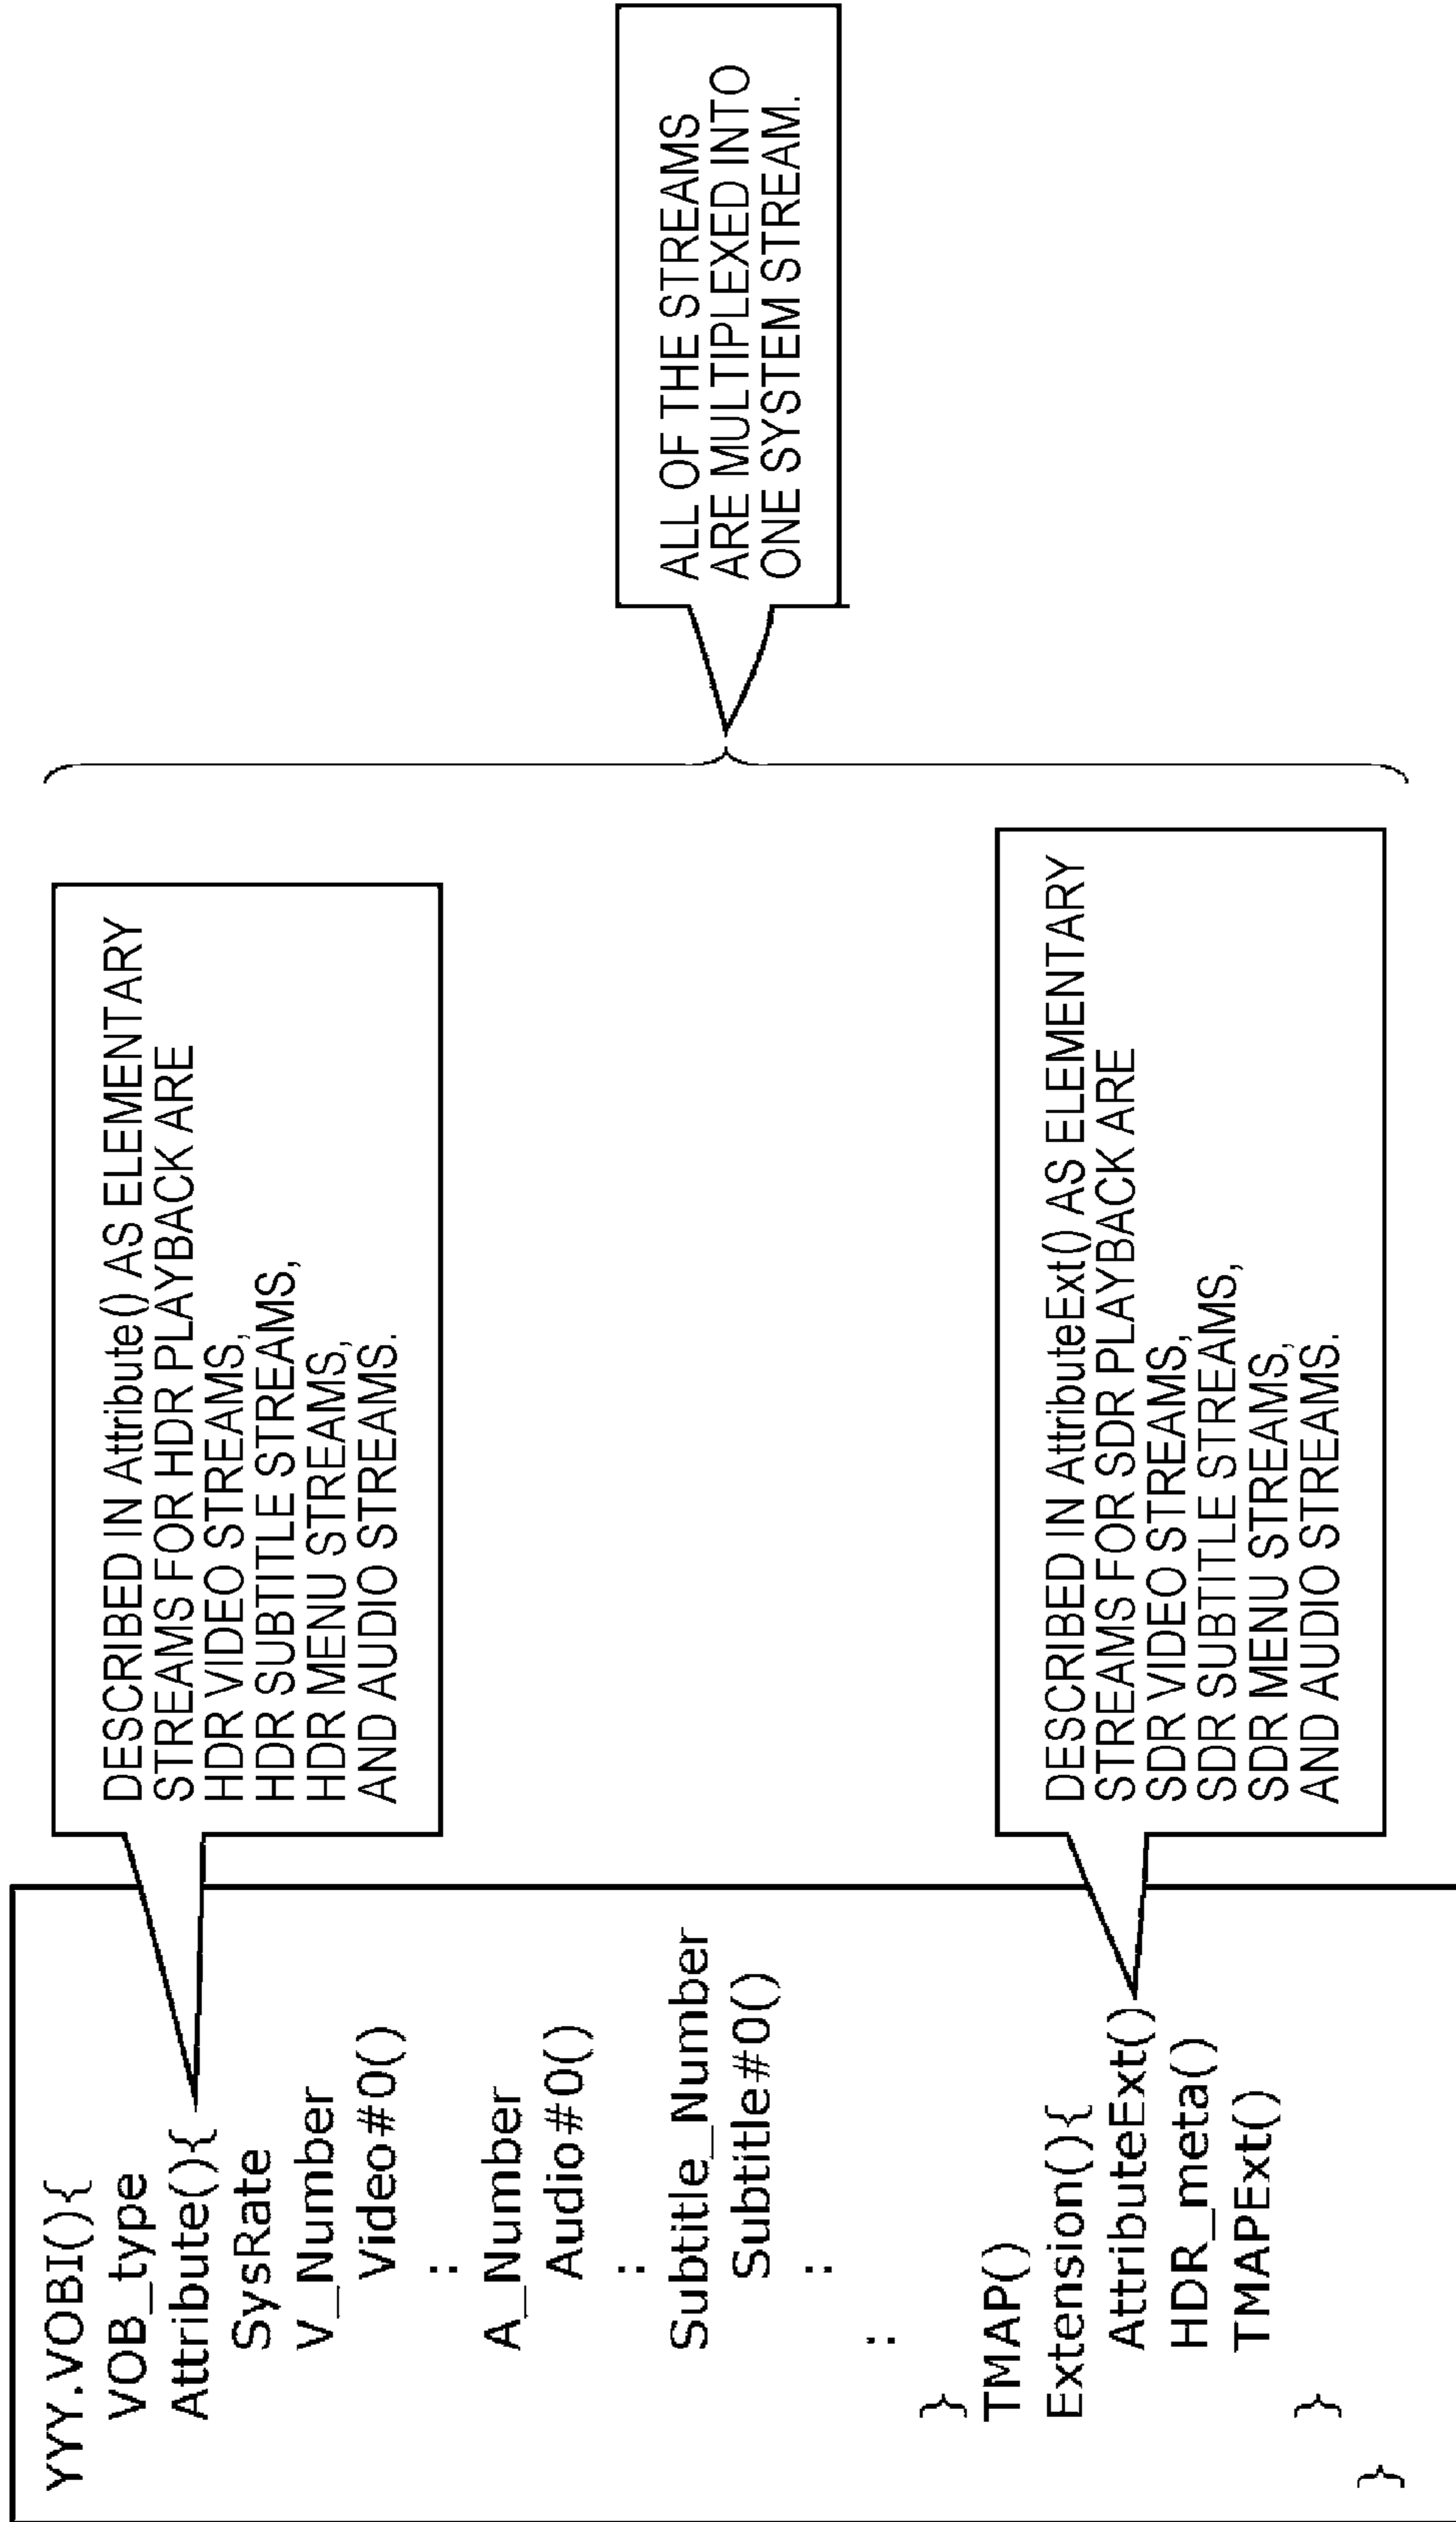 YYY.VOBI(){
VOB_type
Attribute(){
SysRate
V_Number
Video#0()
:
A_Number
Audio#0()
:
Subtitle_Number
Subtitle#0()
:
:
}
TMAP()
Extension(){
AttributeExt()
HDR_meta()
TMAPExt()
}
}
DESCRIBED IN Attribute() AS ELEMENTARY
STREAMS FOR HDR PLAYBACK ARE
HDR VIDEO STREAMS,
HDR SUBTITLE STREAMS,
HDR MENU STREAMS,
AND AUDIO STREAMS.
DESCRIBED IN AttributeExt() AS ELEMENTARY
STREAMS FOR SDR PLAYBACK ARE
SDR VIDEO STREAMS,
SDR SUBTITLE STREAMS,
SDR MENU STREAMS,
AND AUDIO STREAMS.
ALL OF THE STREAMS
ARE MULTIPLEXED INTO
ONE SYSTEM STREAM.